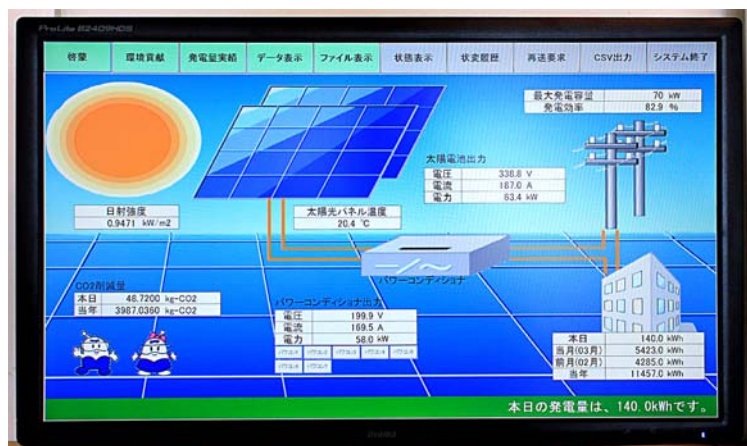 ProLite B2409HDS
啓蒙 環境貢献 発電量実績 データ表示 ファイル表示 状態表示 状変履歴 再送要求 CSV出力 システム終了
最大発電容量 70 kW
発電効率 82.9 %
太陽電池出力
電圧 338.8 V
電流 187.0 A
電力 63.4 kW
日射強度
0.9471 kW/m2
太陽光パネル温度
20.4 ℃
パワーコンディショナ
CO2削減量
本日 48.7200 kg-CO2
当年 3987.0360 kg-CO2
パワーコンディショナ出力
電圧 199.9 V
電流 169.5 A
電力 58.0 kW
本日 140.0 kWh
当月(03月) 5423.0 kWh
前月(02月) 4285.0 kWh
当年 11457.0 kWh
本日の発電量は、140.0kWhです。
iiyama